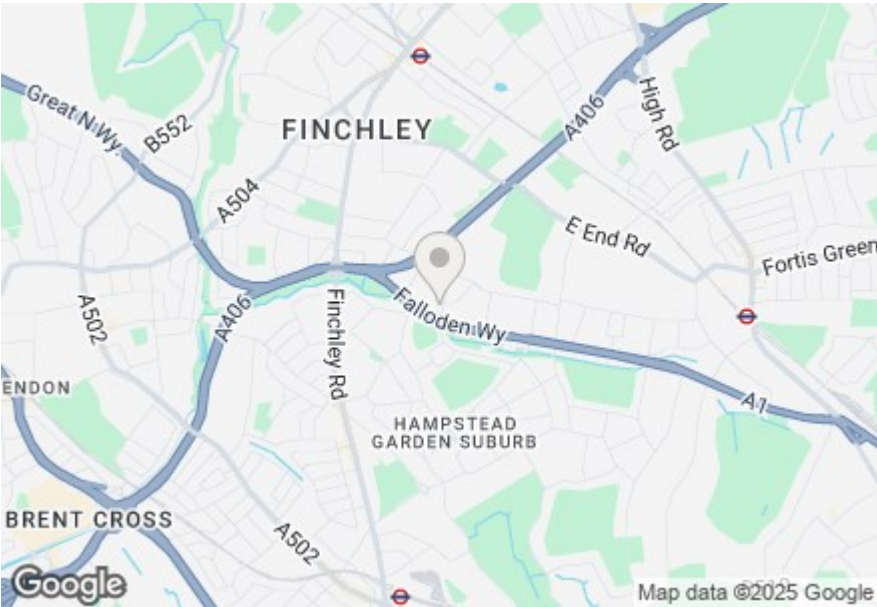 Great N Wy.
B552
FINCHLEY
A406
High Rd
A504
E End Rd
Fortis Green
A502
A406
Finchley Rd
Falloden Wy
ENDON
HAMPSTEAD
GARDEN SUBURB
A1
BRENT CROSS
A502
Google
Map data ©2025 Google